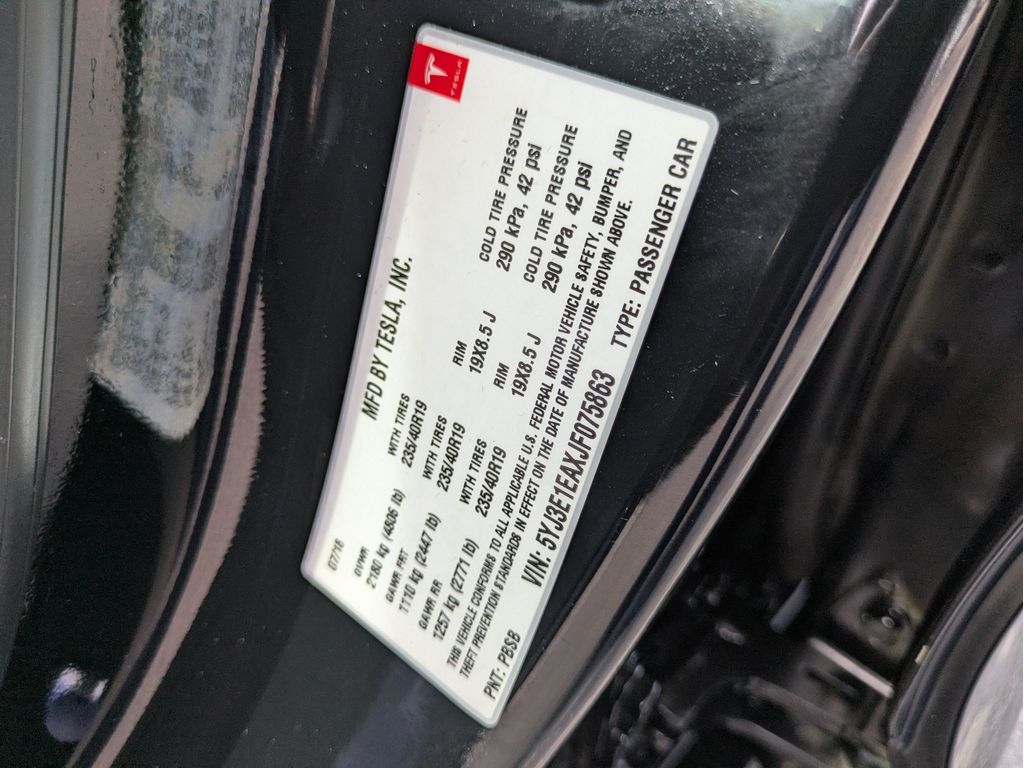 TESLA
MFD BY TESLA, INC.
07/18
GVWR
2180 kg (4806 lb) WITH TIRES 235/40R19
GAWR FRT
1110 kg (2447 lb) WITH TIRES 235/40R19 RIM 19X8.5 J COLD TIRE PRESSURE 290 kPa, 42 psi
GAWR RR
1257 kg (2771 lb) WITH TIRES 235/40R19 RIM 19X8.5 J COLD TIRE PRESSURE 290 kPa, 42 psi
THIS VEHICLE CONFORMS TO ALL APPLICABLE U.S. FEDERAL MOTOR VEHICLE SAFETY, BUMPER, AND
THEFT PREVENTION STANDARDS IN EFFECT ON THE DATE OF MANUFACTURE SHOWN ABOVE.
VIN: 5YJ3E1EAXJF075863 TYPE: PASSENGER CAR
PNT: PBSB